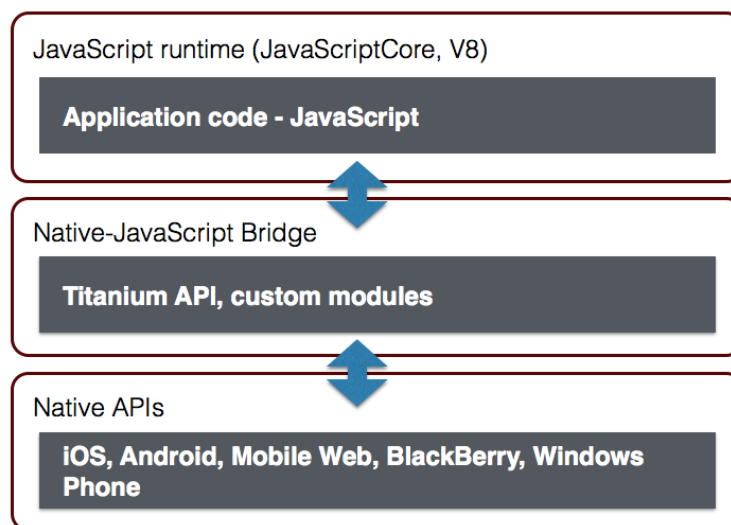 JavaScript runtime (JavaScriptCore, V8)
Application code - JavaScript
Native-JavaScript Bridge
Titanium API, custom modules
Native APIs
iOS, Android, Mobile Web, BlackBerry, Windows
Phone